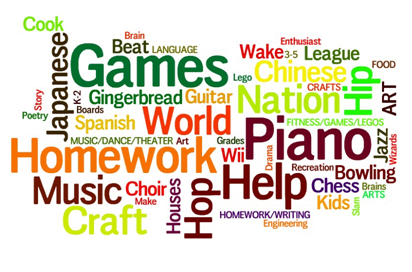 Cook
Brain
Beat
LANGUAGE
Enthusiast
Wake
3-5
League
Japanese
Games
Lego
Chinese
FOOD
Story
K-2
Gingerbread
Guitar
CRAFTS
Hip
ART
Poetry
Boards
Spanish
World
Nation
FITNESS/GAMES/LEGOS
MUSIC/DANCE/THEATER
Art
Grades
Piano
Jazz
Wizards
Homework
Wii
Drama
Recreation
Bowling
Music
Choir
Make
Houses
Hop
Help
Chess
Brains
ARTS
Kids
Slam
Craft
HOMEWORK/WRITING
Engineering